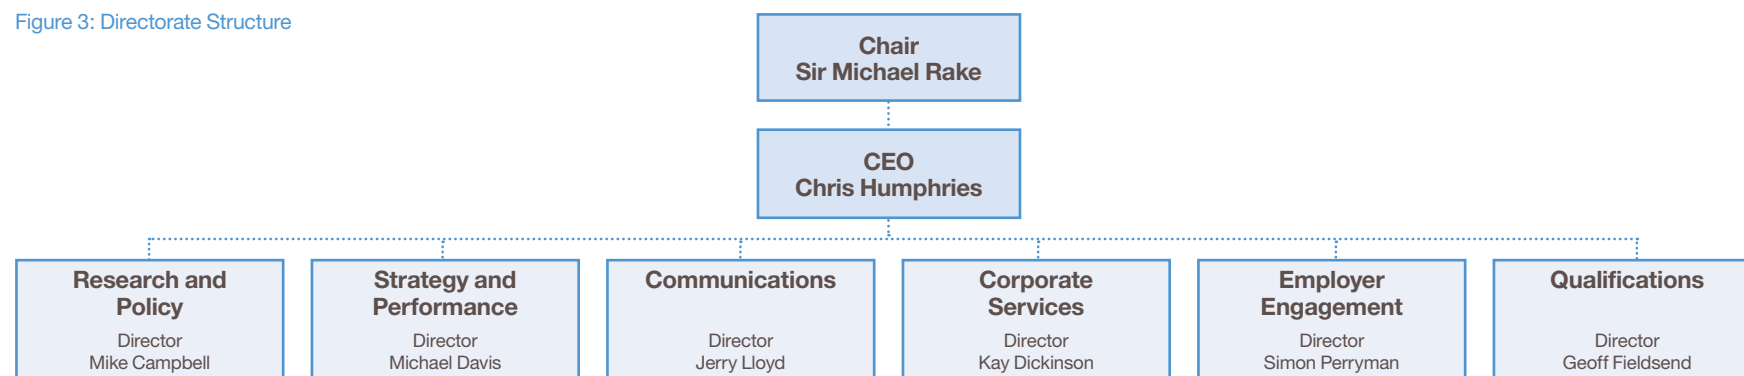 Figure 3: Directorate Structure
Chair
Sir Michael Rake
CEO
Chris Humphries
Research and
Policy
Director
Mike Campbell
Strategy and
Performance
Director
Michael Davis
Communications
Director
Jerry Lloyd
Corporate
Services
Director
Kay Dickinson
Employer
Engagement
Director
Simon Perryman
Qualifications
Director
Geoff Fieldsend